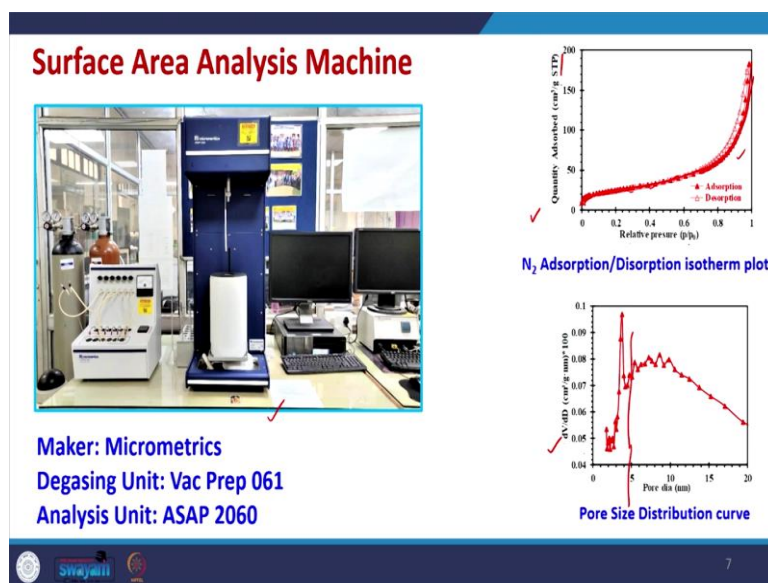 Surface Area Analysis Machine
micromeritics
Maker: Micrometrics
Degasing Unit: Vac Prep 061
Analysis Unit: ASAP 2060
Quantity Adsorbed (cm³/g STP)
200
150
100
50
0
0 0.2 0.4 0.6 0.8 1
Adsorption
Desorption
Relative presure (p/p₀)
N₂ Adsorption/Disorption isotherm plot
dV/dD (cm³/g·nm)*100
0.1
0.09
0.08
0.07
0.06
0.05
0.04
0 5 10 15 20
Pore dia (nm)
Pore Size Distribution curve
swayam
7